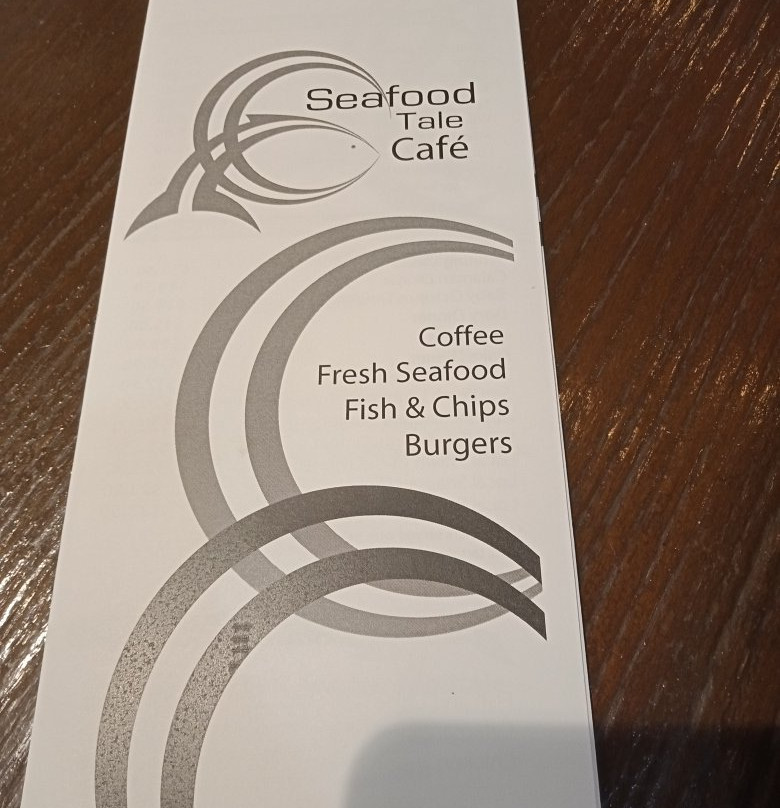 Seafood
Tale
Café
Coffee
Fresh Seafood
Fish & Chips
Burgers